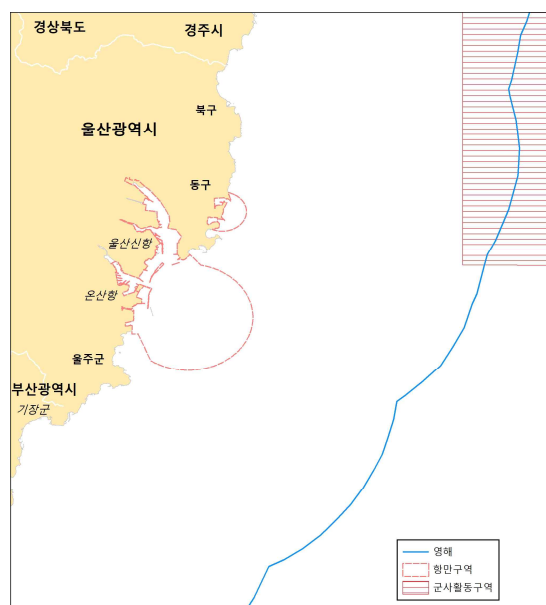 경상북도
경주시
북구
울산광역시
동구
울산신항
온산항
울주군
부산광역시
기장군
영해
항만구역
군사활동구역